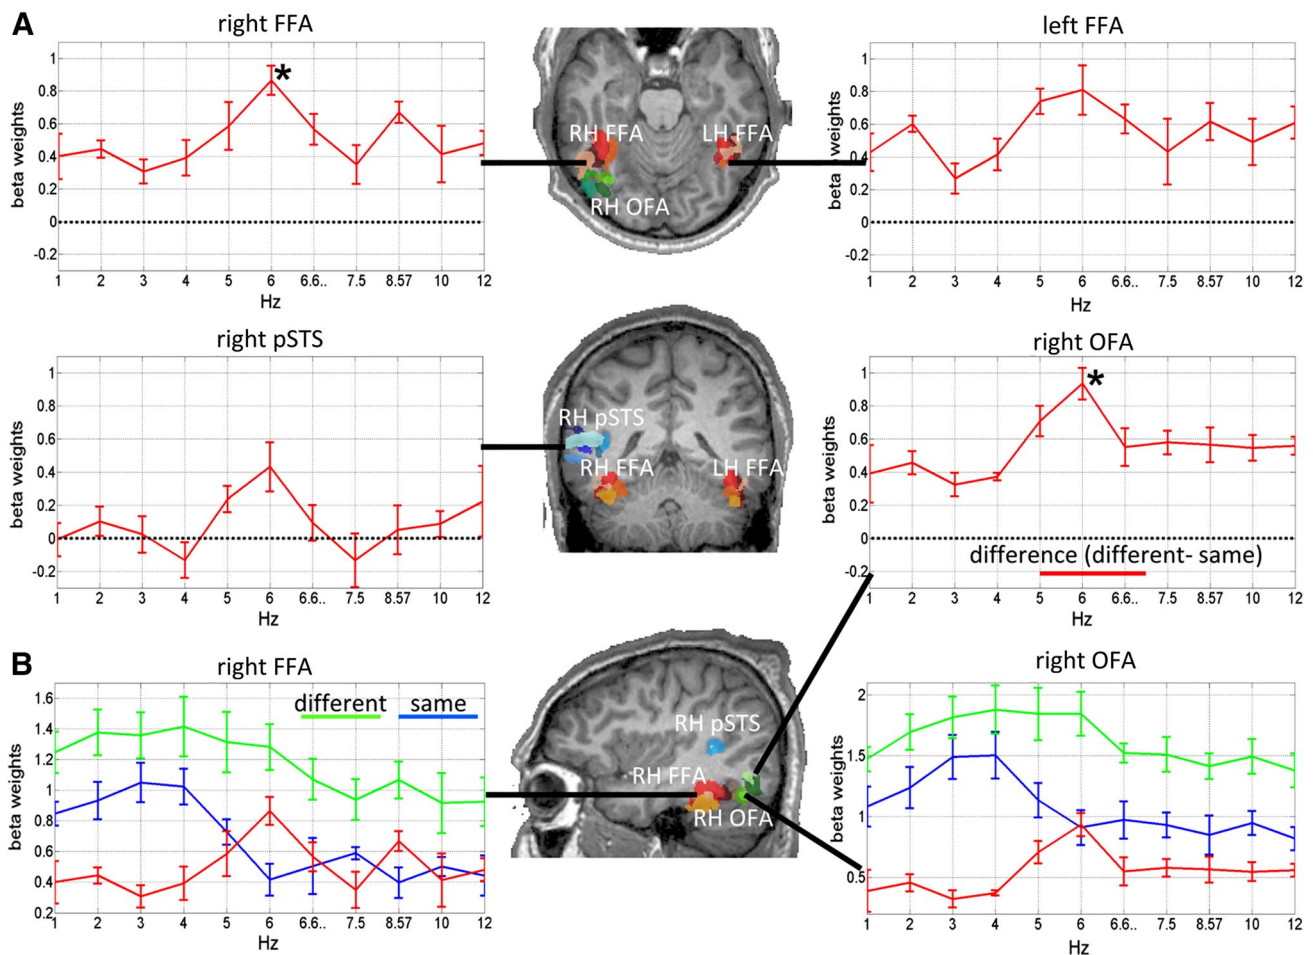 A
right FFA
beta weights
1
0.8
0.6
0.4
0.2
0
-0.2
1 2 3 4 5 6 6.6.. 7.5 8.57 10 12
Hz
*
RH FFA LH FFA
RH OFA
left FFA
beta weights
1
0.8
0.6
0.4
0.2
0
-0.2
1 2 3 4 5 6 6.6.. 7.5 8.57 10 12
Hz
right pSTS
beta weights
1
0.8
0.6
0.4
0.2
0
-0.2
1 2 3 4 5 6 6.6.. 7.5 8.57 10 12
Hz
RH pSTS
RH FFA LH FFA
right OFA
beta weights
1
0.8
0.6
0.4
0.2
0
-0.2
*
difference (different- same)
1 2 3 4 5 6 6.6.. 7.5 8.57 10 12
Hz
B
right FFA
beta weights
1.6
1.4
1.2
1
0.8
0.6
0.4
0.2
different same
1 2 3 4 5 6 6.6.. 7.5 8.57 10 12
Hz
RH pSTS
RH FFA
RH OFA
right OFA
beta weights
2
1.5
1
0.5
1 2 3 4 5 6 6.6.. 7.5 8.57 10 12
Hz